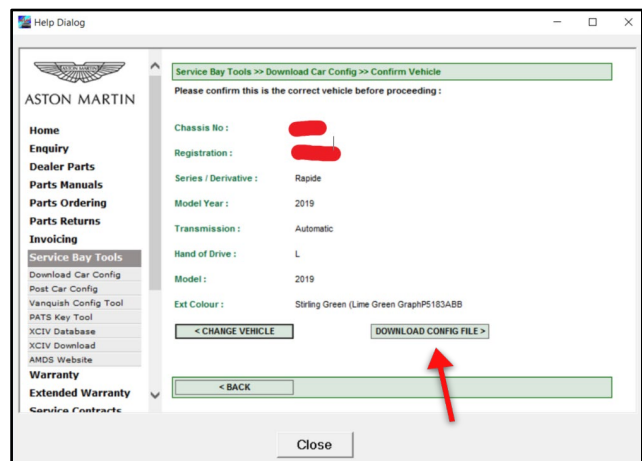 Help Dialog
ASTON MARTIN
ASTON MARTIN
Home
Enquiry
Dealer Parts
Parts Manuals
Parts Ordering
Parts Returns
Invoicing
Service Bay Tools
Download Car Config
Post Car Config
Vanquish Config Tool
PATS Key Tool
XCIV Database
XCIV Download
AMDS Website
Warranty
Extended Warranty
Service Contracts
Service Bay Tools >> Download Car Config >> Confirm Vehicle
Please confirm this is the correct vehicle before proceeding :
Chassis No :
Registration :
Series / Derivative : Rapide
Model Year : 2019
Transmission : Automatic
Hand of Drive : L
Model : 2019
Ext Colour : Stirling Green (Lime Green GraphP5183ABB
< CHANGE VEHICLE DOWNLOAD CONFIG FILE >
< BACK
Close